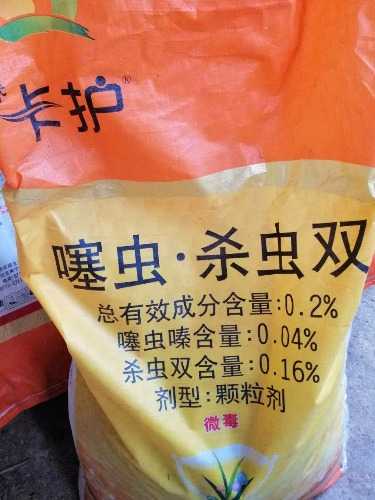 卡护®
噻虫·杀虫双
总有效成分含量:0.2%
噻虫嗪含量:0.04%
杀虫双含量:0.16%
剂型:颗粒剂
微毒